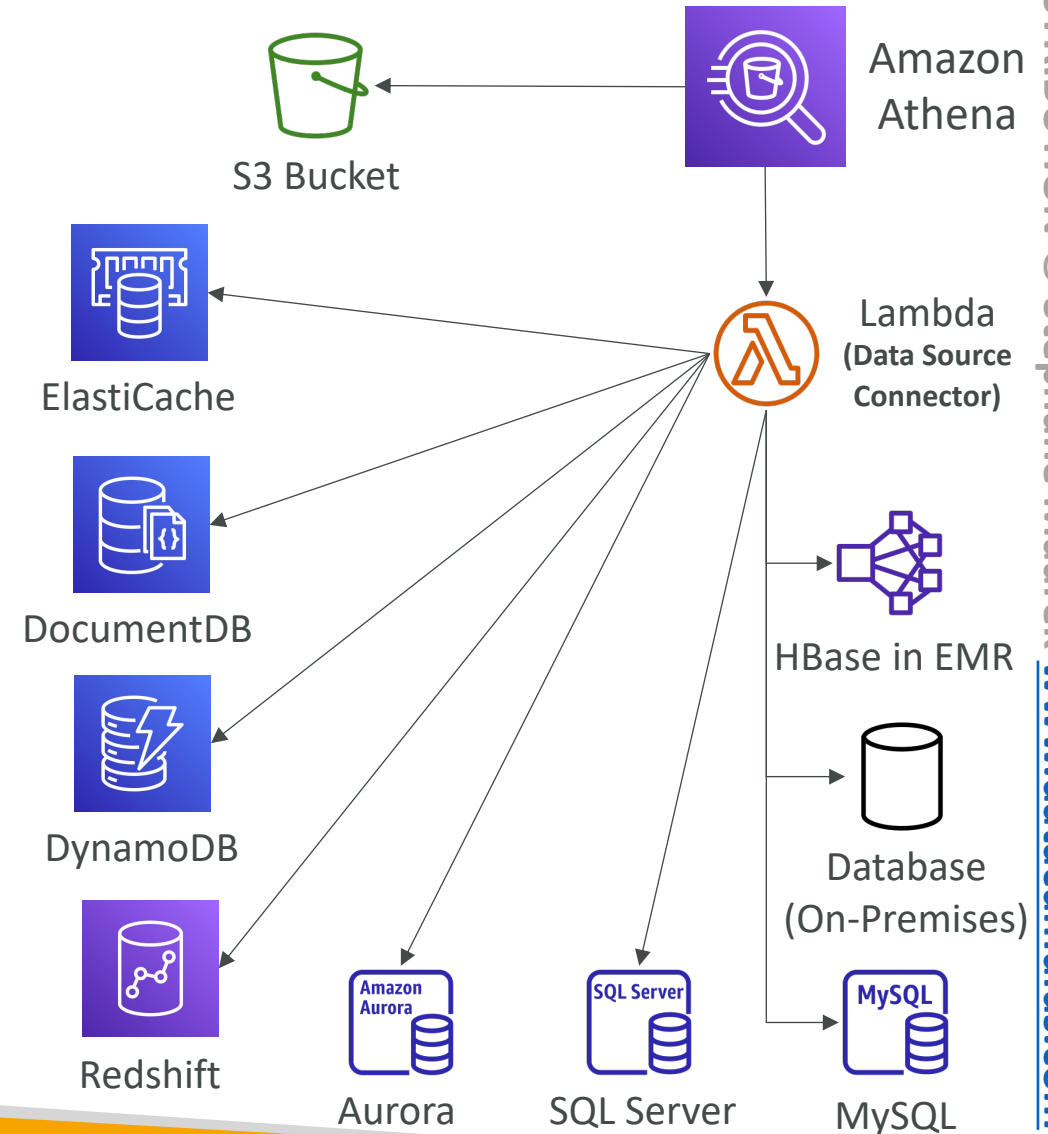 Amazon
Athena
S3 Bucket
Lambda
(Data Source
Connector)
ElastiCache
DocumentDB
HBase in EMR
DynamoDB
Database
(On-Premises)
Amazon
Aurora
SQL Server
MySQL
Redshift
Aurora
SQL Server
MySQL